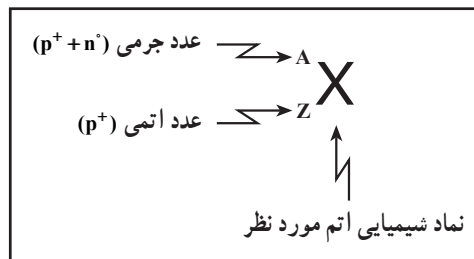 عدد جرمی (p⁺ + n°) A
X
عدد اتمی (p⁺) Z
نماد شیمیایی اتم مورد نظر